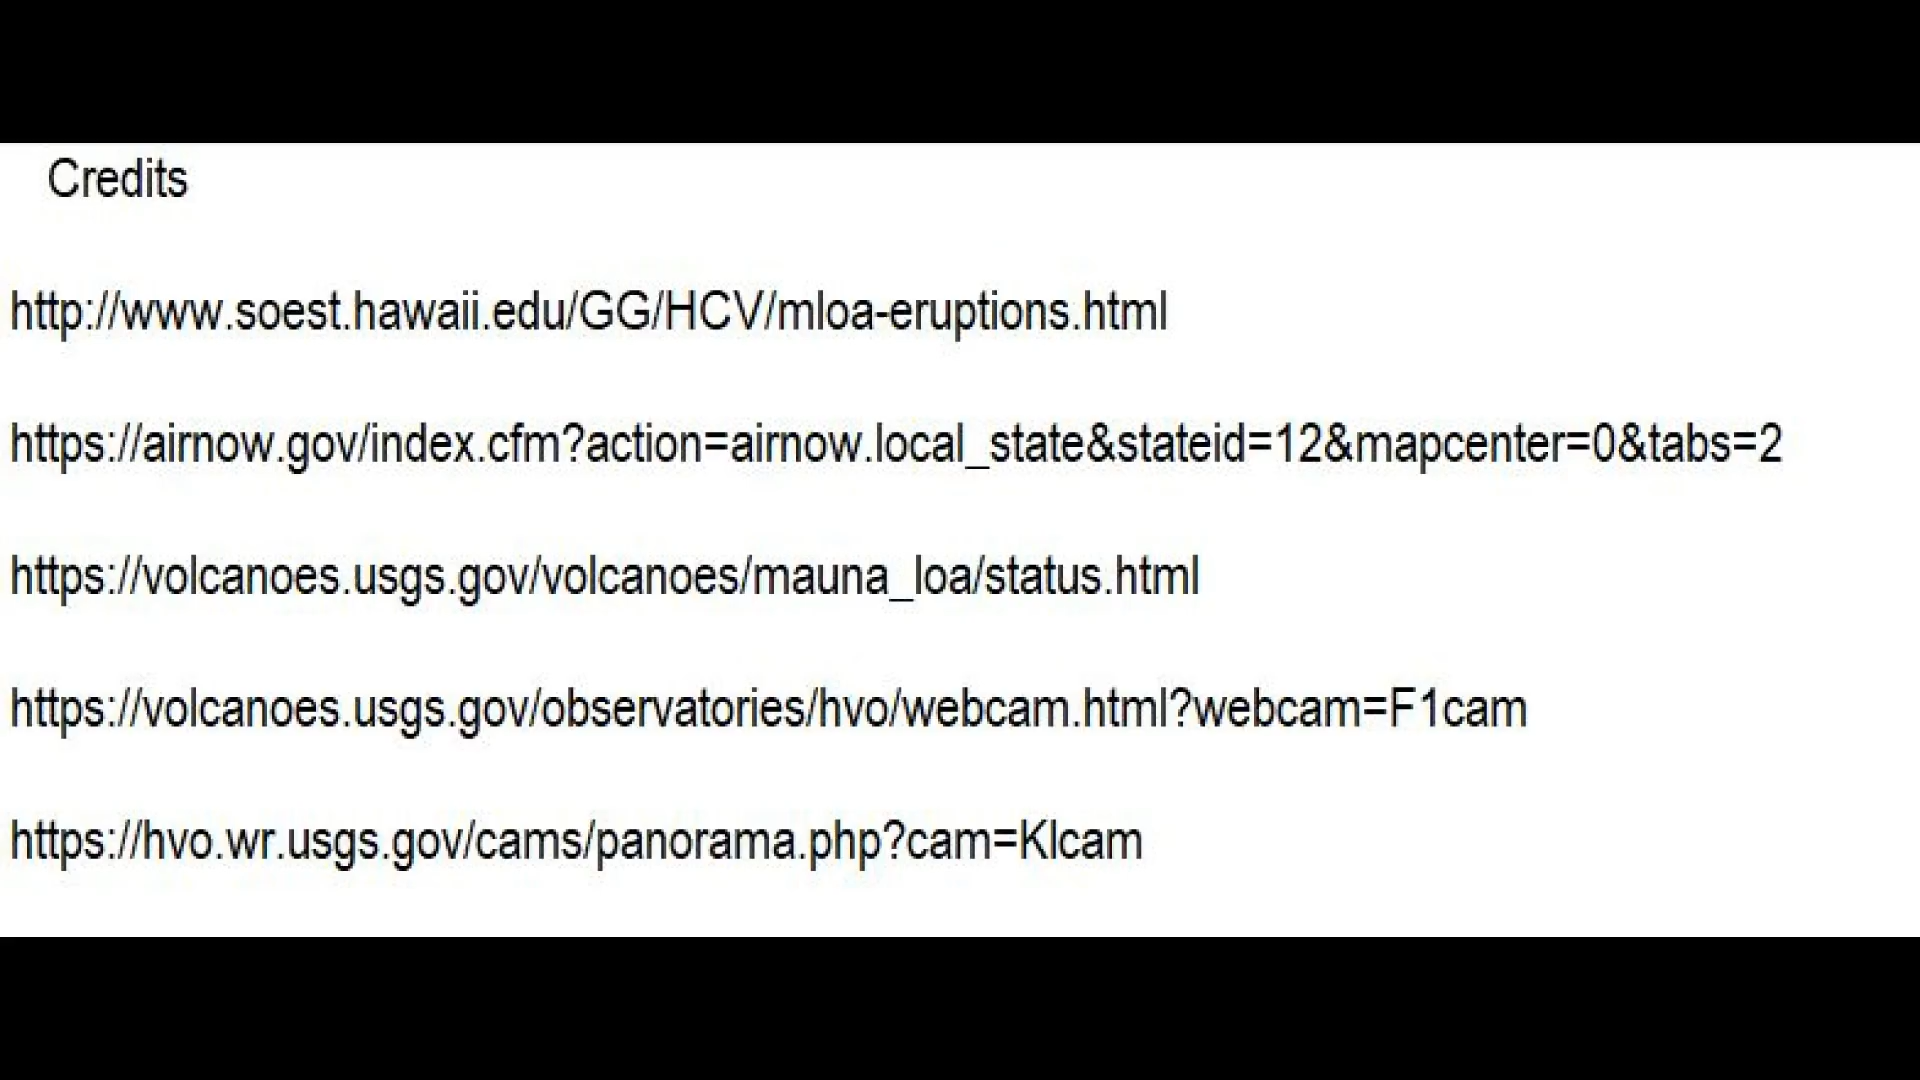 Credits
http://www.soest.hawaii.edu/GG/HCV/mloa-eruptions.html
https://airnow.gov/index.cfm?action=airnow.local_state&stateid=12&mapcenter=0&tabs=2
https://volcanoes.usgs.gov/volcanoes/mauna_loa/status.html
https://volcanoes.usgs.gov/observatories/hvo/webcam.html?webcam=F1cam
https://hvo.wr.usgs.gov/cams/panorama.php?cam=KIcam